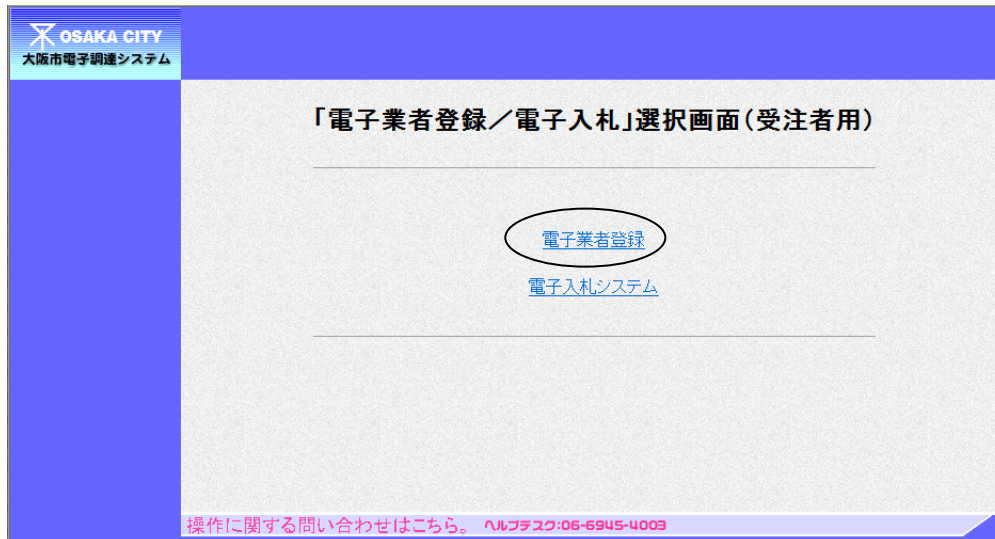 OSAKA CITY
大阪市電子調達システム
「電子業者登録／電子入札」選択画面（受注者用）
電子業者登録
電子入札システム
操作に関する問い合わせはこちら。 ヘルプデスク:06-6945-4003